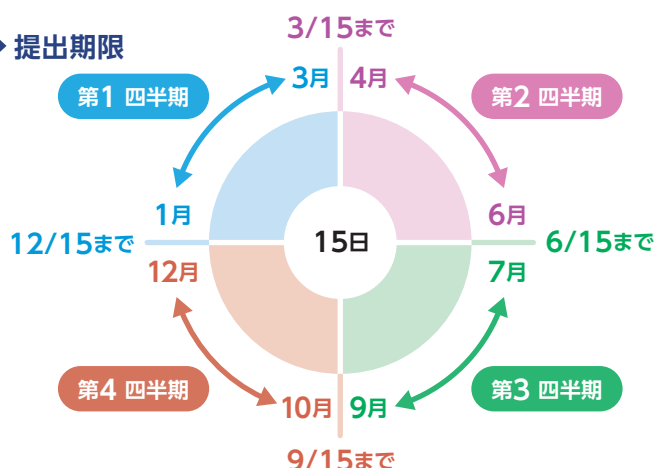 提出期限
3/15まで
第1 四半期
3月
4月
第2 四半期
1月
6月
12/15まで
15日
6/15まで
12月
7月
第4 四半期
10月
9月
第3 四半期
9/15まで